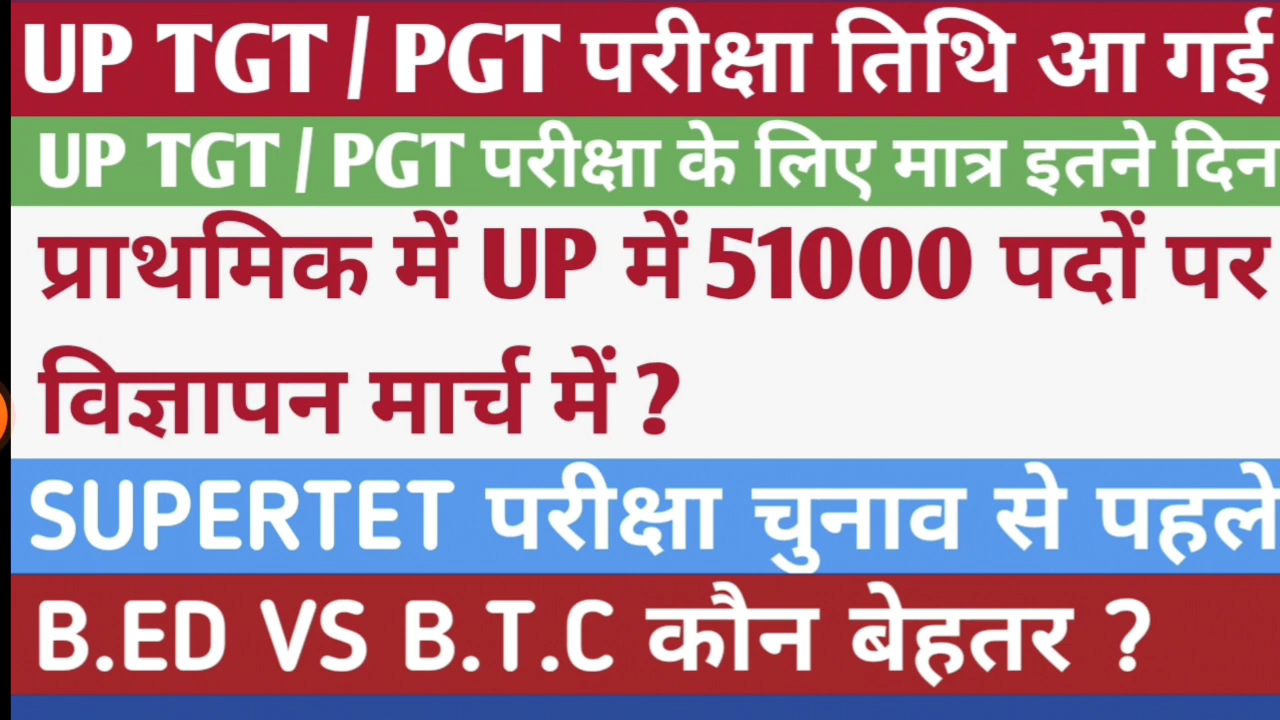 UP TGT / PGT परीक्षा तिथि आ गई
UP TGT / PGT परीक्षा के लिए मात्र इतने दिन
प्राथमिक में UP में 51000 पदों पर
विज्ञापन मार्च में ?
SUPERTET परीक्षा चुनाव से पहले
B.ED VS B.T.C कौन बेहतर ?